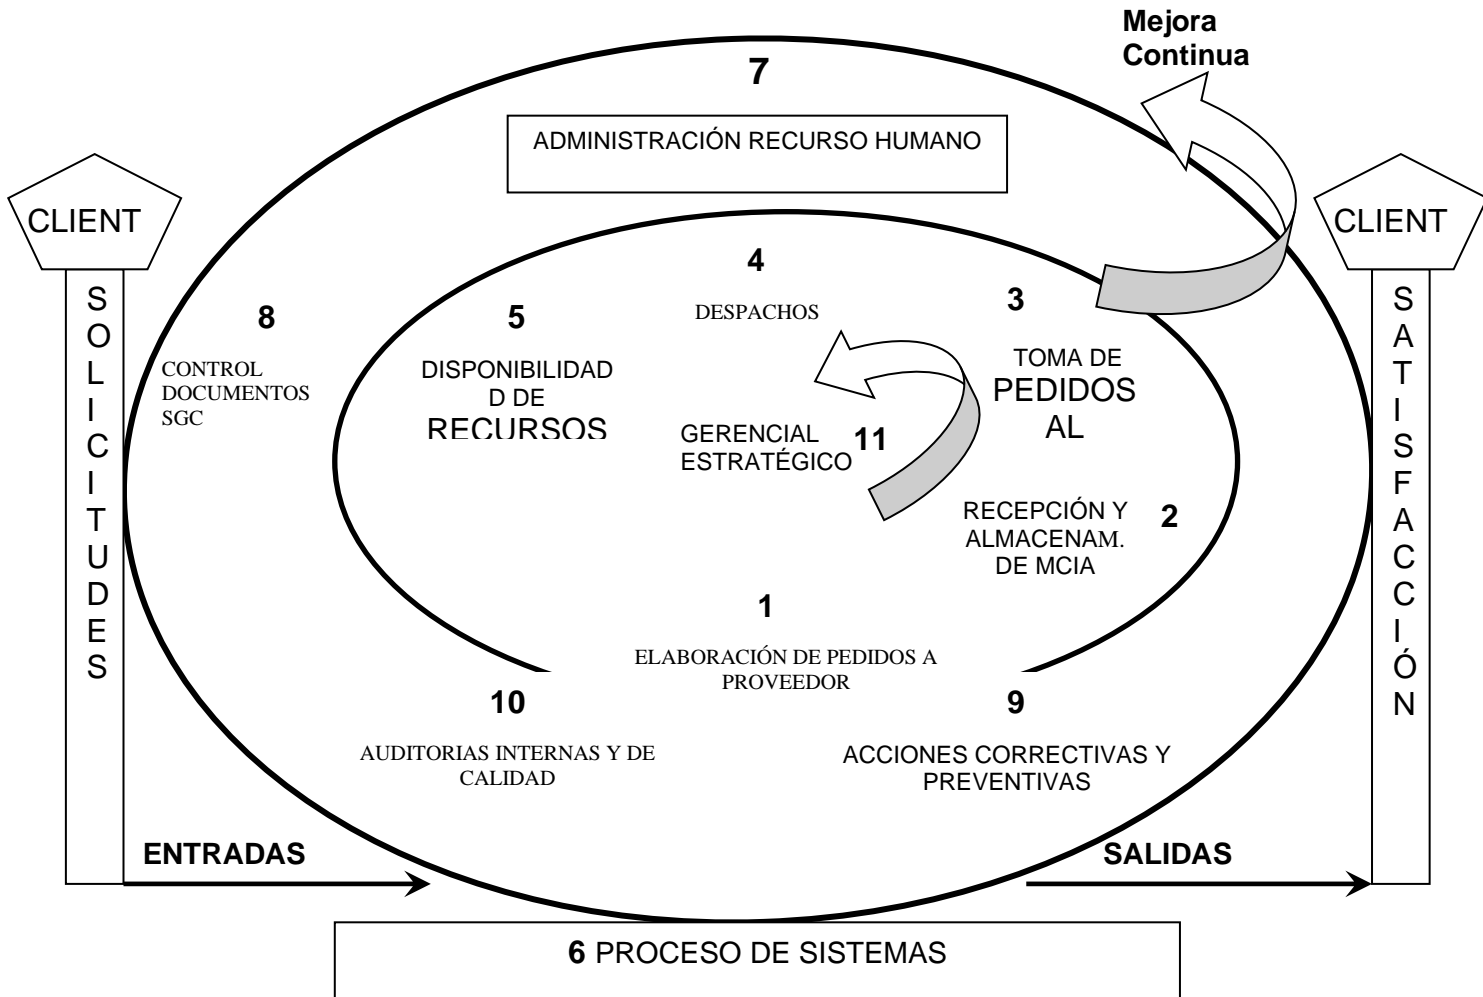 Mejora
Continua
7
ADMINISTRACIÓN RECURSO HUMANO
CLIENT
SOLICITUDES
8
CONTROL
DOCUMENTOS
SGC
5
DISPONIBILIDAD
D DE
RECURSOS
4
DESPACHOS
3
TOMA DE
PEDIDOS
AL
GERENCIAL
ESTRATÉGICO
11
RECEPCIÓN Y
ALMACENAM.
DE MCIA
2
1
ELABORACIÓN DE PEDIDOS A
PROVEEDOR
10
AUDITORIAS INTERNAS Y DE
CALIDAD
9
ACCIONES CORRECTIVAS Y
PREVENTIVAS
CLIENT
SATISFACCIÓN
ENTRADAS
SALIDAS
6 PROCESO DE SISTEMAS